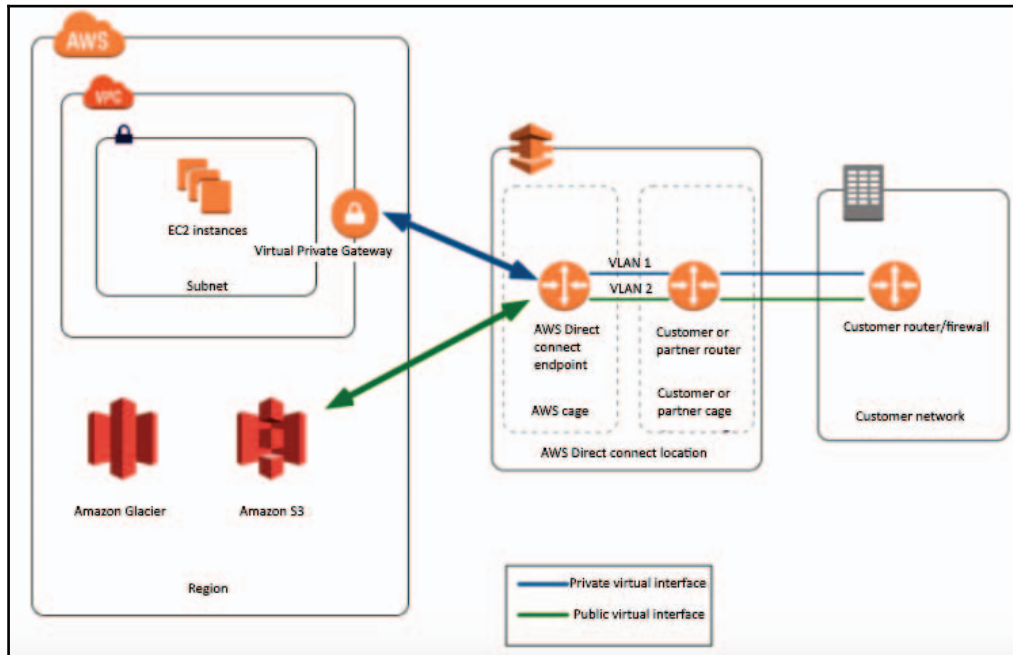 AWS
VPC
EC2 instances
Virtual Private Gateway
Subnet
VLAN 1
VLAN 2
AWS Direct
connect
endpoint
Customer or
partner router
Customer router/firewall
AWS cage
Customer or
partner cage
Customer network
AWS Direct connect location
Amazon Glacier
Amazon S3
Region
Private virtual interface
Public virtual interface